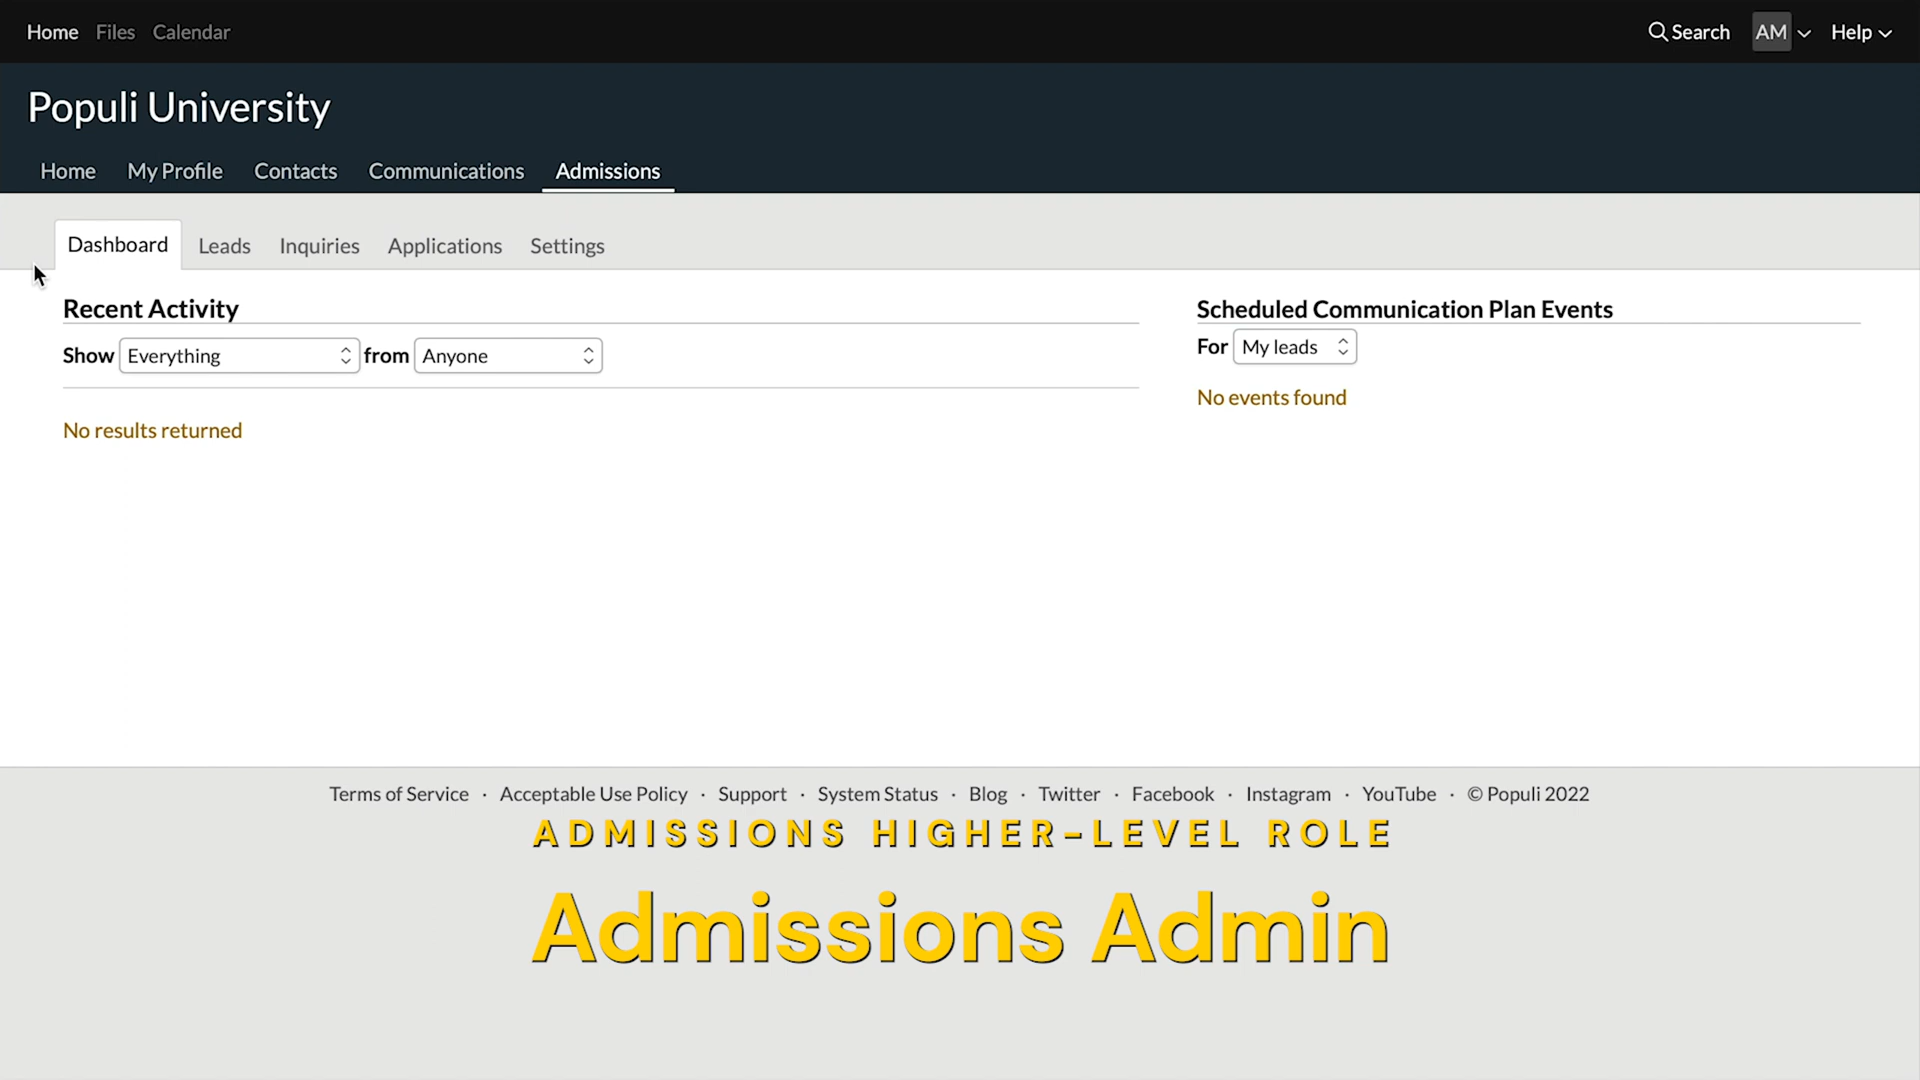 Home Files Calendar Search AM Help
Populi University
Home My Profile Contacts Communications Admissions
Dashboard Leads Inquiries Applications Settings
Recent Activity
Show Everything from Anyone
No results returned
Scheduled Communication Plan Events
For My leads
No events found
Terms of Service · Acceptable Use Policy · Support · System Status · Blog · Twitter · Facebook · Instagram · YouTube · © Populi 2022
ADMISSIONS HIGHER-LEVEL ROLE
Admissions Admin